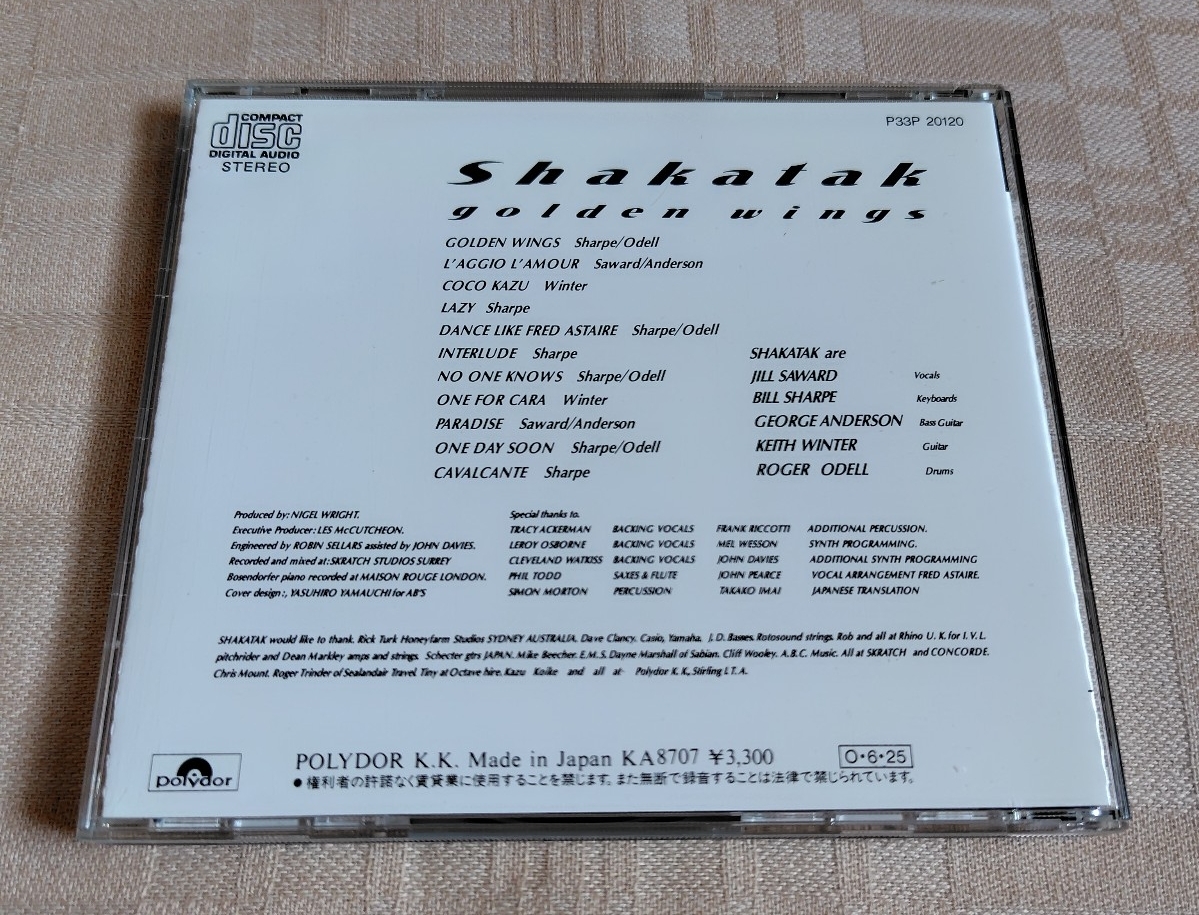 COMPACT
disc
DIGITAL AUDIO
STEREO
P33P 20120
Shakatak
golden wings
GOLDEN WINGS Sharpe/Odell
L'AGGIO L'AMOUR Saward/Anderson
COCO KAZU Winter
LAZY Sharpe
DANCE LIKE FRED ASTAIRE Sharpe/Odell
INTERLUDE Sharpe
NO ONE KNOWS Sharpe/Odell
ONE FOR CARA Winter
PARADISE Saward/Anderson
ONE DAY SOON Sharpe/Odell
CAVALCANTE Sharpe
SHAKATAK are
JILL SAWARD Vocals
BILL SHARPE Keyboards
GEORGE ANDERSON Bass Guitar
KEITH WINTER Guitar
ROGER ODELL Drums
Produced by: NIGEL WRIGHT.
Executive Producer: LES McCUTCHEON.
Engineered by ROBIN SELLARS assisted by JOHN DAVIES.
Recorded and mixed at: SKRATCH STUDIOS SURREY
Bosendorfer piano recorded at MAISON ROUGE LONDON.
Cover design:, YASUHIRO YAMAUCHI for AB'S
Special thanks to.
TRACY ACKERMAN BACKING VOCALS FRANK RICCOTTI ADDITIONAL PERCUSSION.
LEROY OSBORNE BACKING VOCALS MEL WESSON SYNTH PROGRAMMING.
CLEVELAND WATKISS BACKING VOCALS JOHN DAVIES ADDITIONAL SYNTH PROGRAMMING
PHIL TODD SAXES & FLUTE JOHN PEARCE VOCAL ARRANGEMENT FRED ASTAIRE.
SIMON MORTON PERCUSSION TAKAKO IMAI JAPANESE TRANSLATION
SHAKATAK would like to thank. Rick Turk Honeyfarm Studios SYDNEY AUSTRALIA. Dave Clancy. Casio, Yamaha. J. D. Basses. Rotosound strings. Rob and all at Rhino U. K. for I. V. L.
pitchrider and Dean Markley amps and strings. Schecter gtrs JAPAN. Mike Beecher. E.M.S. Dayne Marshall of Sabian. Cliff Wooley. A.B.C. Music. All at SKRATCH and CONCORDE.
Chris Mount. Roger Trinder of Sealandair Travel. Tiny at Octave hire. Kazu Koike and all at Polydor K. K., Stirling I. T. A.
polydor
POLYDOR K.K. Made in Japan KA8707 ¥3,300
O・6・25
●権利者の許諾なく賃貸業に使用することを禁じます。また無断で録音することは法律で禁じられています。